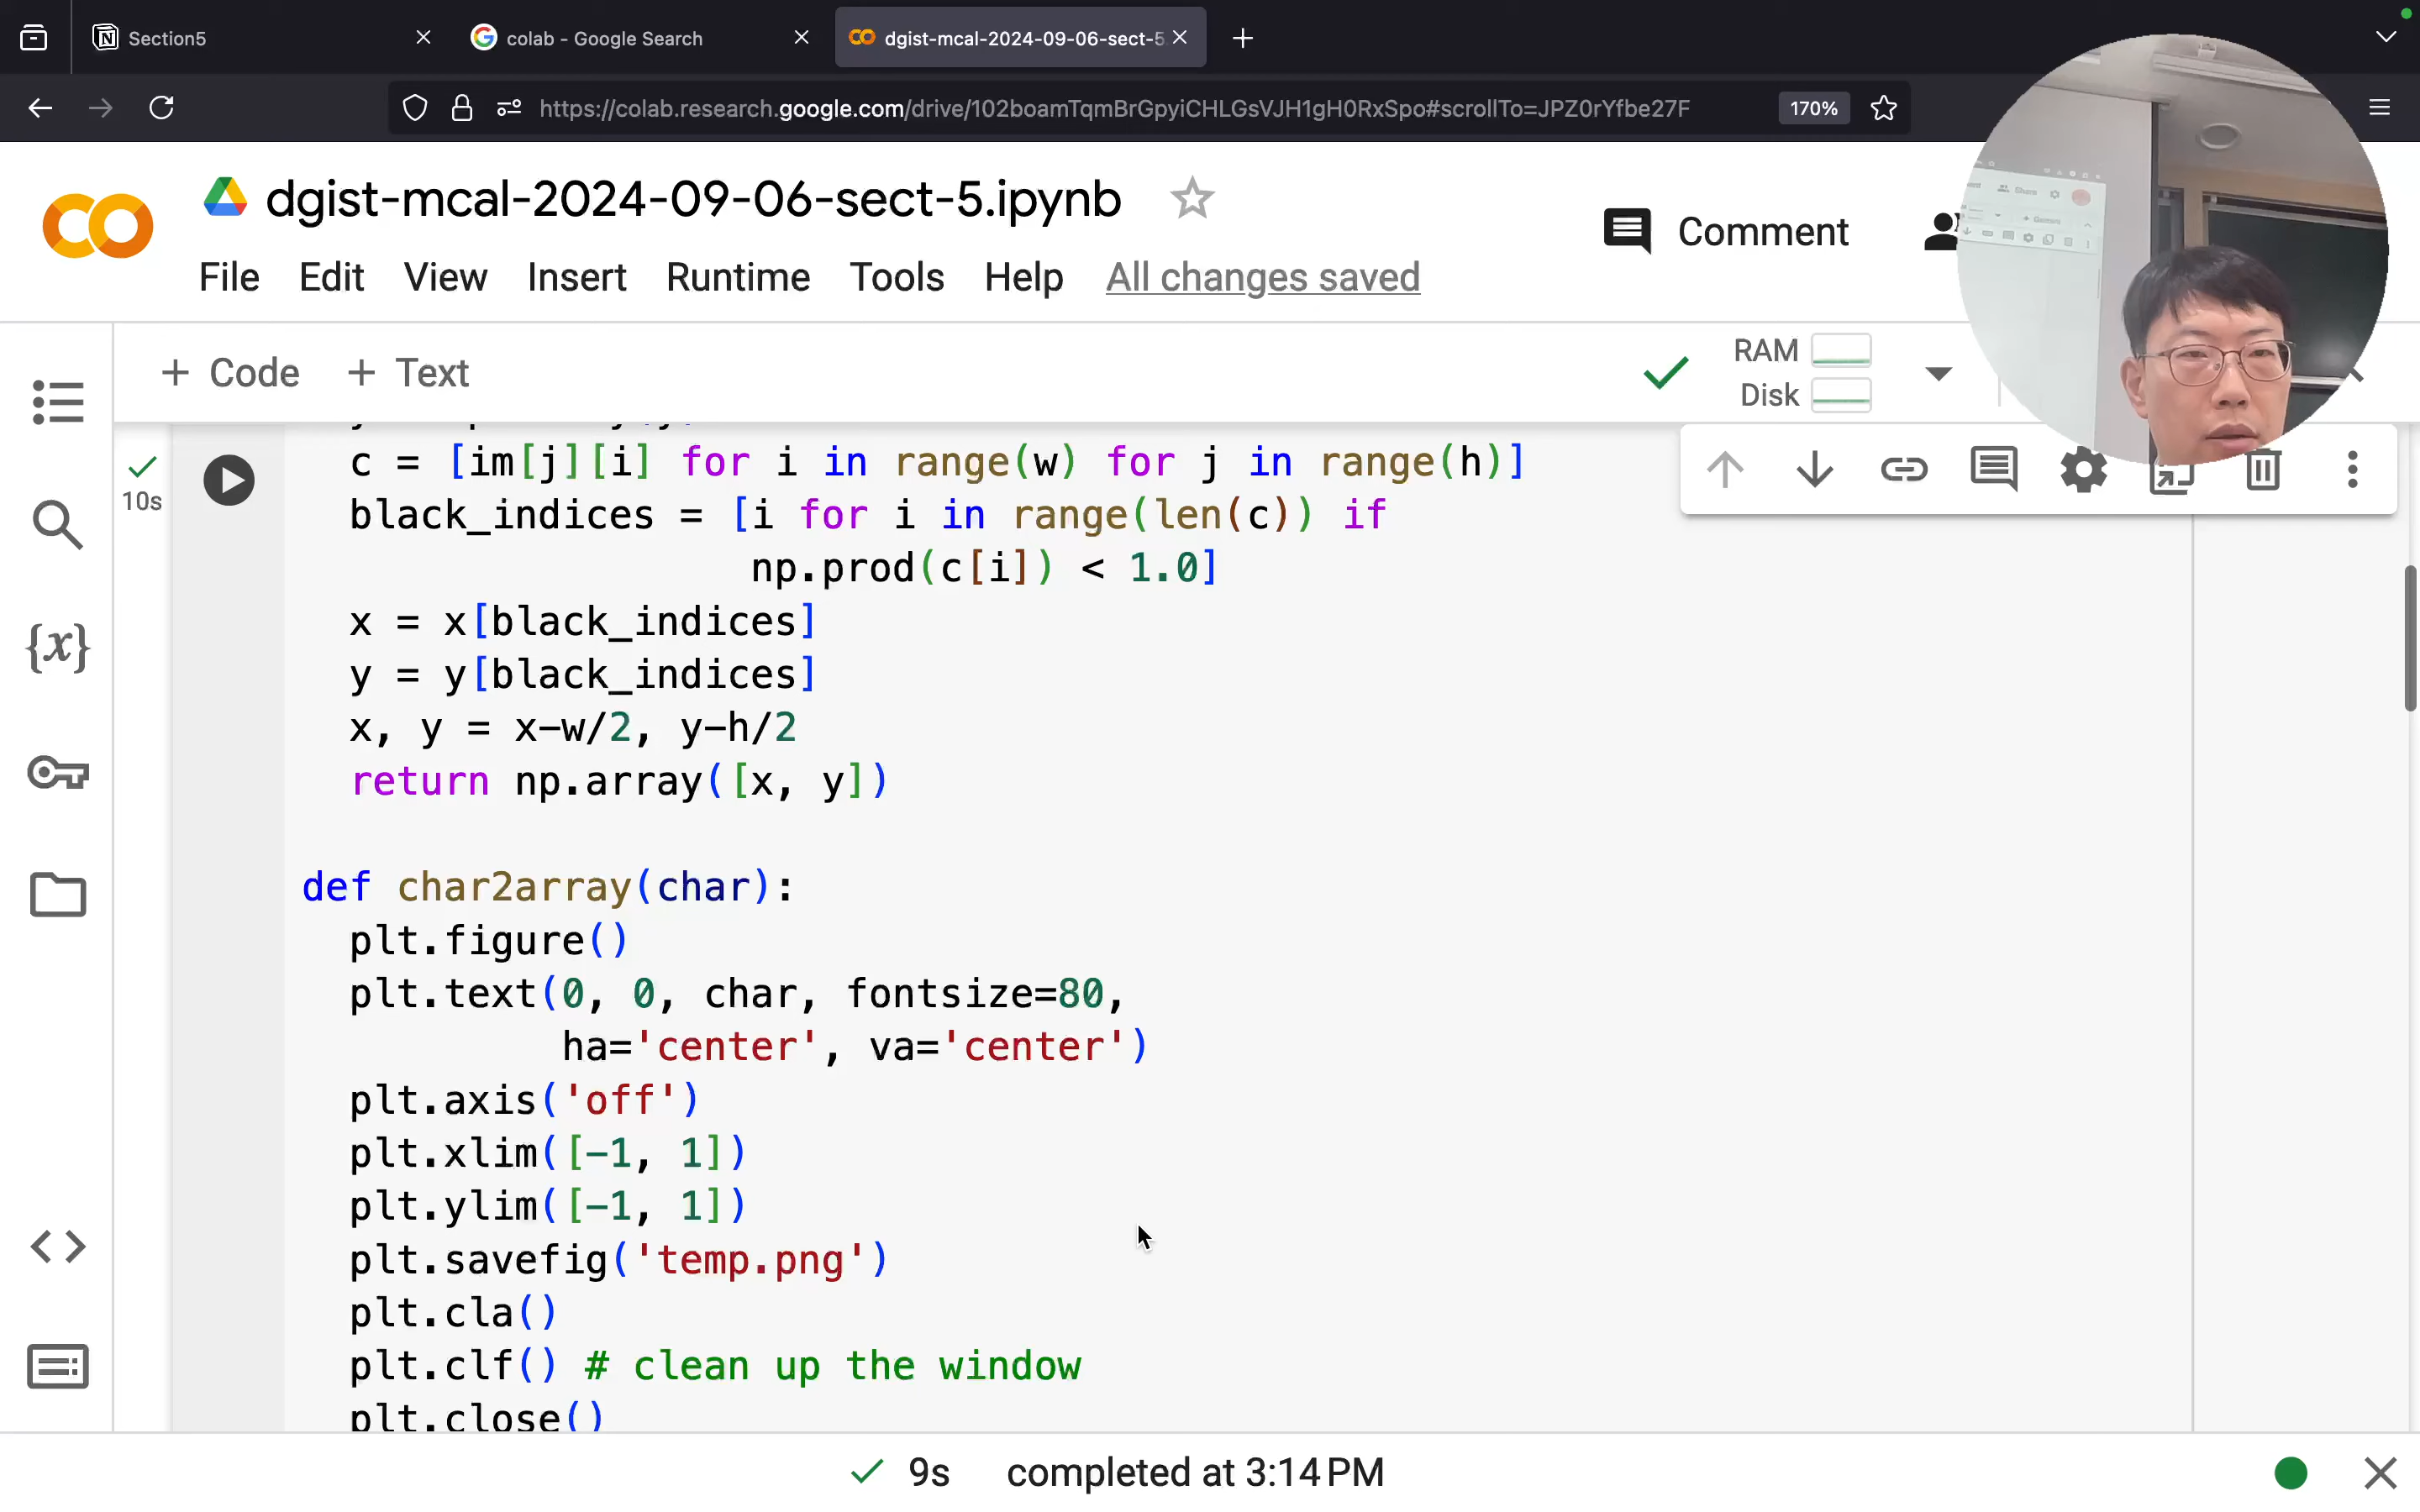 Section5
colab - Google Search
dgist-mcal-2024-09-06-sect-5
https://colab.research.google.com/drive/102boamTqmBrGpyiCHLGsVJH1gH0RxSpo#scrollTo=JPZ0rYfbe27F
170%
dgist-mcal-2024-09-06-sect-5.ipynb
Comment
File Edit View Insert Runtime Tools Help All changes saved
+ Code + Text
RAM
Disk
10s
c = [im[j][i] for i in range(w) for j in range(h)]
black_indices = [i for i in range(len(c)) if
np.prod(c[i]) < 1.0]
x = x[black_indices]
y = y[black_indices]
x, y = x-w/2, y-h/2
return np.array([x, y])
def char2array(char):
plt.figure()
plt.text(0, 0, char, fontsize=80,
ha='center', va='center')
plt.axis('off')
plt.xlim([-1, 1])
plt.ylim([-1, 1])
plt.savefig('temp.png')
plt.cla()
plt.clf() # clean up the window
plt.close()
9s completed at 3:14 PM